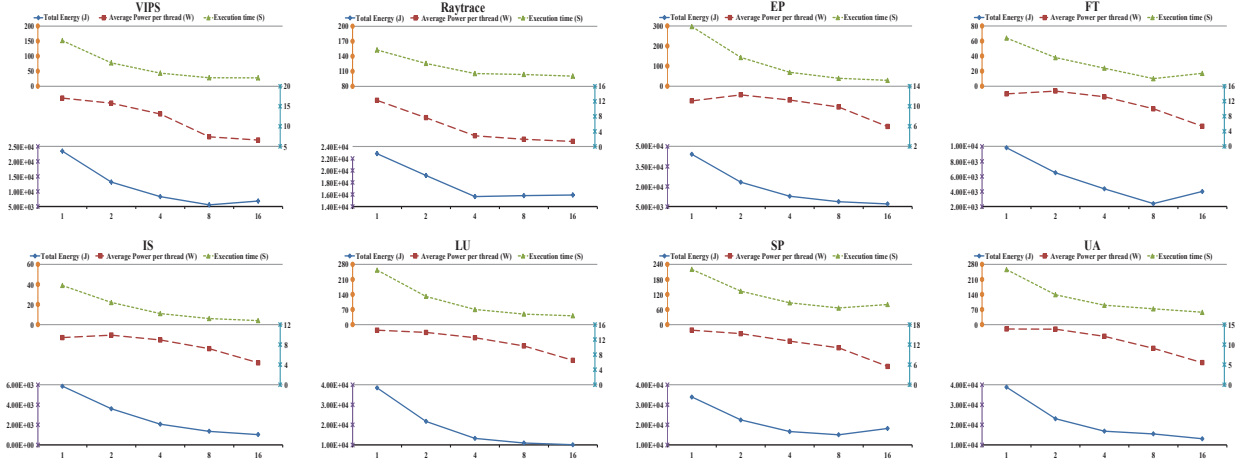 VIPS
Total Energy (J) Average Power per thread (W) Execution time (S)
200
150
100
50
0
20
15
10
5
2.50E+04
2.00E+04
1.50E+04
1.00E+04
5.00E+03
1 2 4 8 16
Raytrace
Total Energy (J) Average Power per thread (W) Execution time (S)
200
170
140
110
80
16
12
8
4
0
2.40E+04
2.20E+04
2.00E+04
1.80E+04
1.60E+04
1.40E+04
1 2 4 8 16
EP
Total Energy (J) Average Power per thread (W) Execution time (S)
300
200
100
0
14
10
6
2
5.00E+04
3.50E+04
2.00E+04
5.00E+03
1 2 4 8 16
FT
Total Energy (J) Average Power per thread (W) Execution time (S)
80
60
40
20
0
16
12
8
4
0
1.00E+04
8.00E+03
6.00E+03
4.00E+03
2.00E+03
1 2 4 8 16
IS
Total Energy (J) Average Power per thread (W) Execution time (S)
60
40
20
0
12
8
4
0
6.00E+03
4.00E+03
2.00E+03
0.00E+00
1 2 4 8 16
LU
Total Energy (J) Average Power per thread (W) Execution time (S)
280
210
140
70
0
16
12
8
4
0
4.00E+04
3.00E+04
2.00E+04
1.00E+04
1 2 4 8 16
SP
Total Energy (J) Average Power per thread (W) Execution time (S)
240
180
120
60
0
18
12
6
0
4.00E+04
3.00E+04
2.00E+04
1.00E+04
1 2 4 8 16
UA
Total Energy (J) Average Power per thread (W) Execution time (S)
280
210
140
70
0
15
10
5
0
4.00E+04
3.00E+04
2.00E+04
1.00E+04
1 2 4 8 16